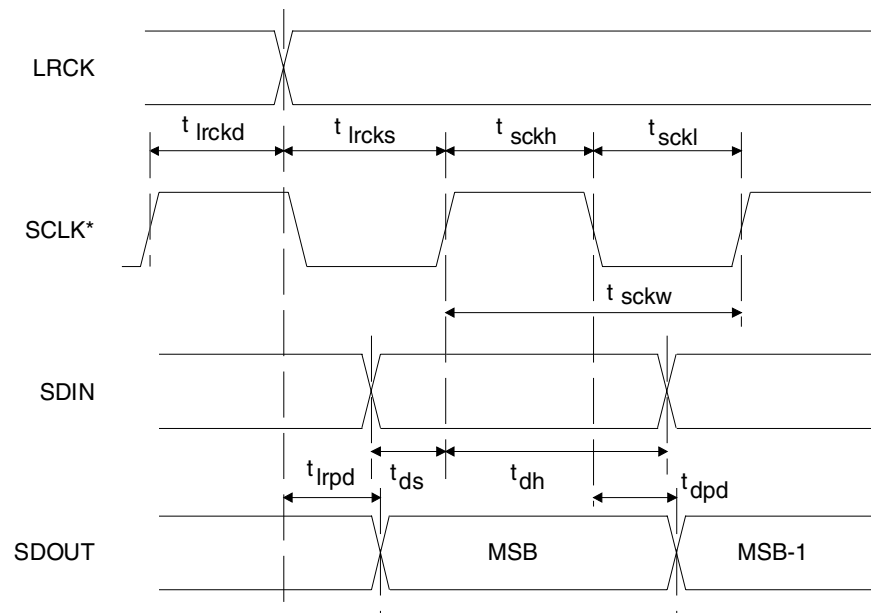 LRCK
t lrckd
t lrcks
t sckh
t sckl
SCLK*
t sckw
SDIN
t lrpd
t ds
t dh
t dpd
SDOUT
MSB
MSB-1